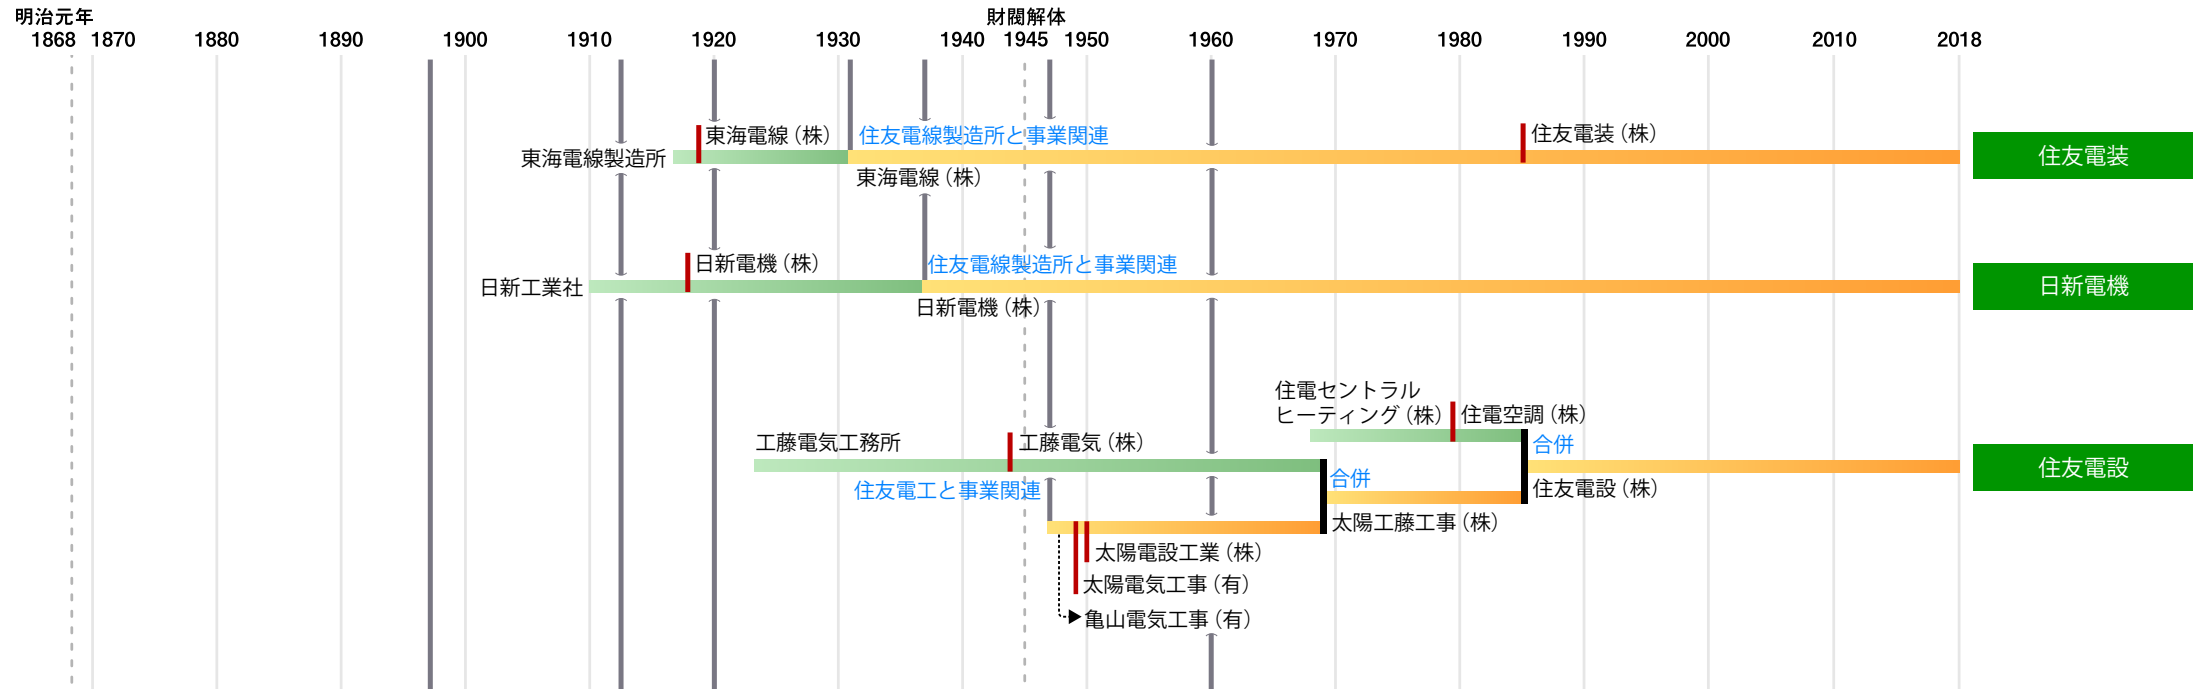 明治元年 財閥解体
1868 1870 1880 1890 1900 1910 1920 1930 1940 1945 1950 1960 1970 1980 1990 2000 2010 2018
東海電線（株） 住友電線製造所と事業関連 住友電装（株）
東海電線製造所 住友電装
東海電線（株）
日新電機（株） 住友電線製造所と事業関連
日新工業社 日新電機
日新電機（株）
住電セントラル
ヒーティング（株） 住電空調（株）
工藤電気工務所 工藤電気（株） 合併
住友電設
住友電工と事業関連 合併 住友電設（株）
太陽工藤工事（株）
太陽電設工業（株）
太陽電気工事（有）
亀山電気工事（有）